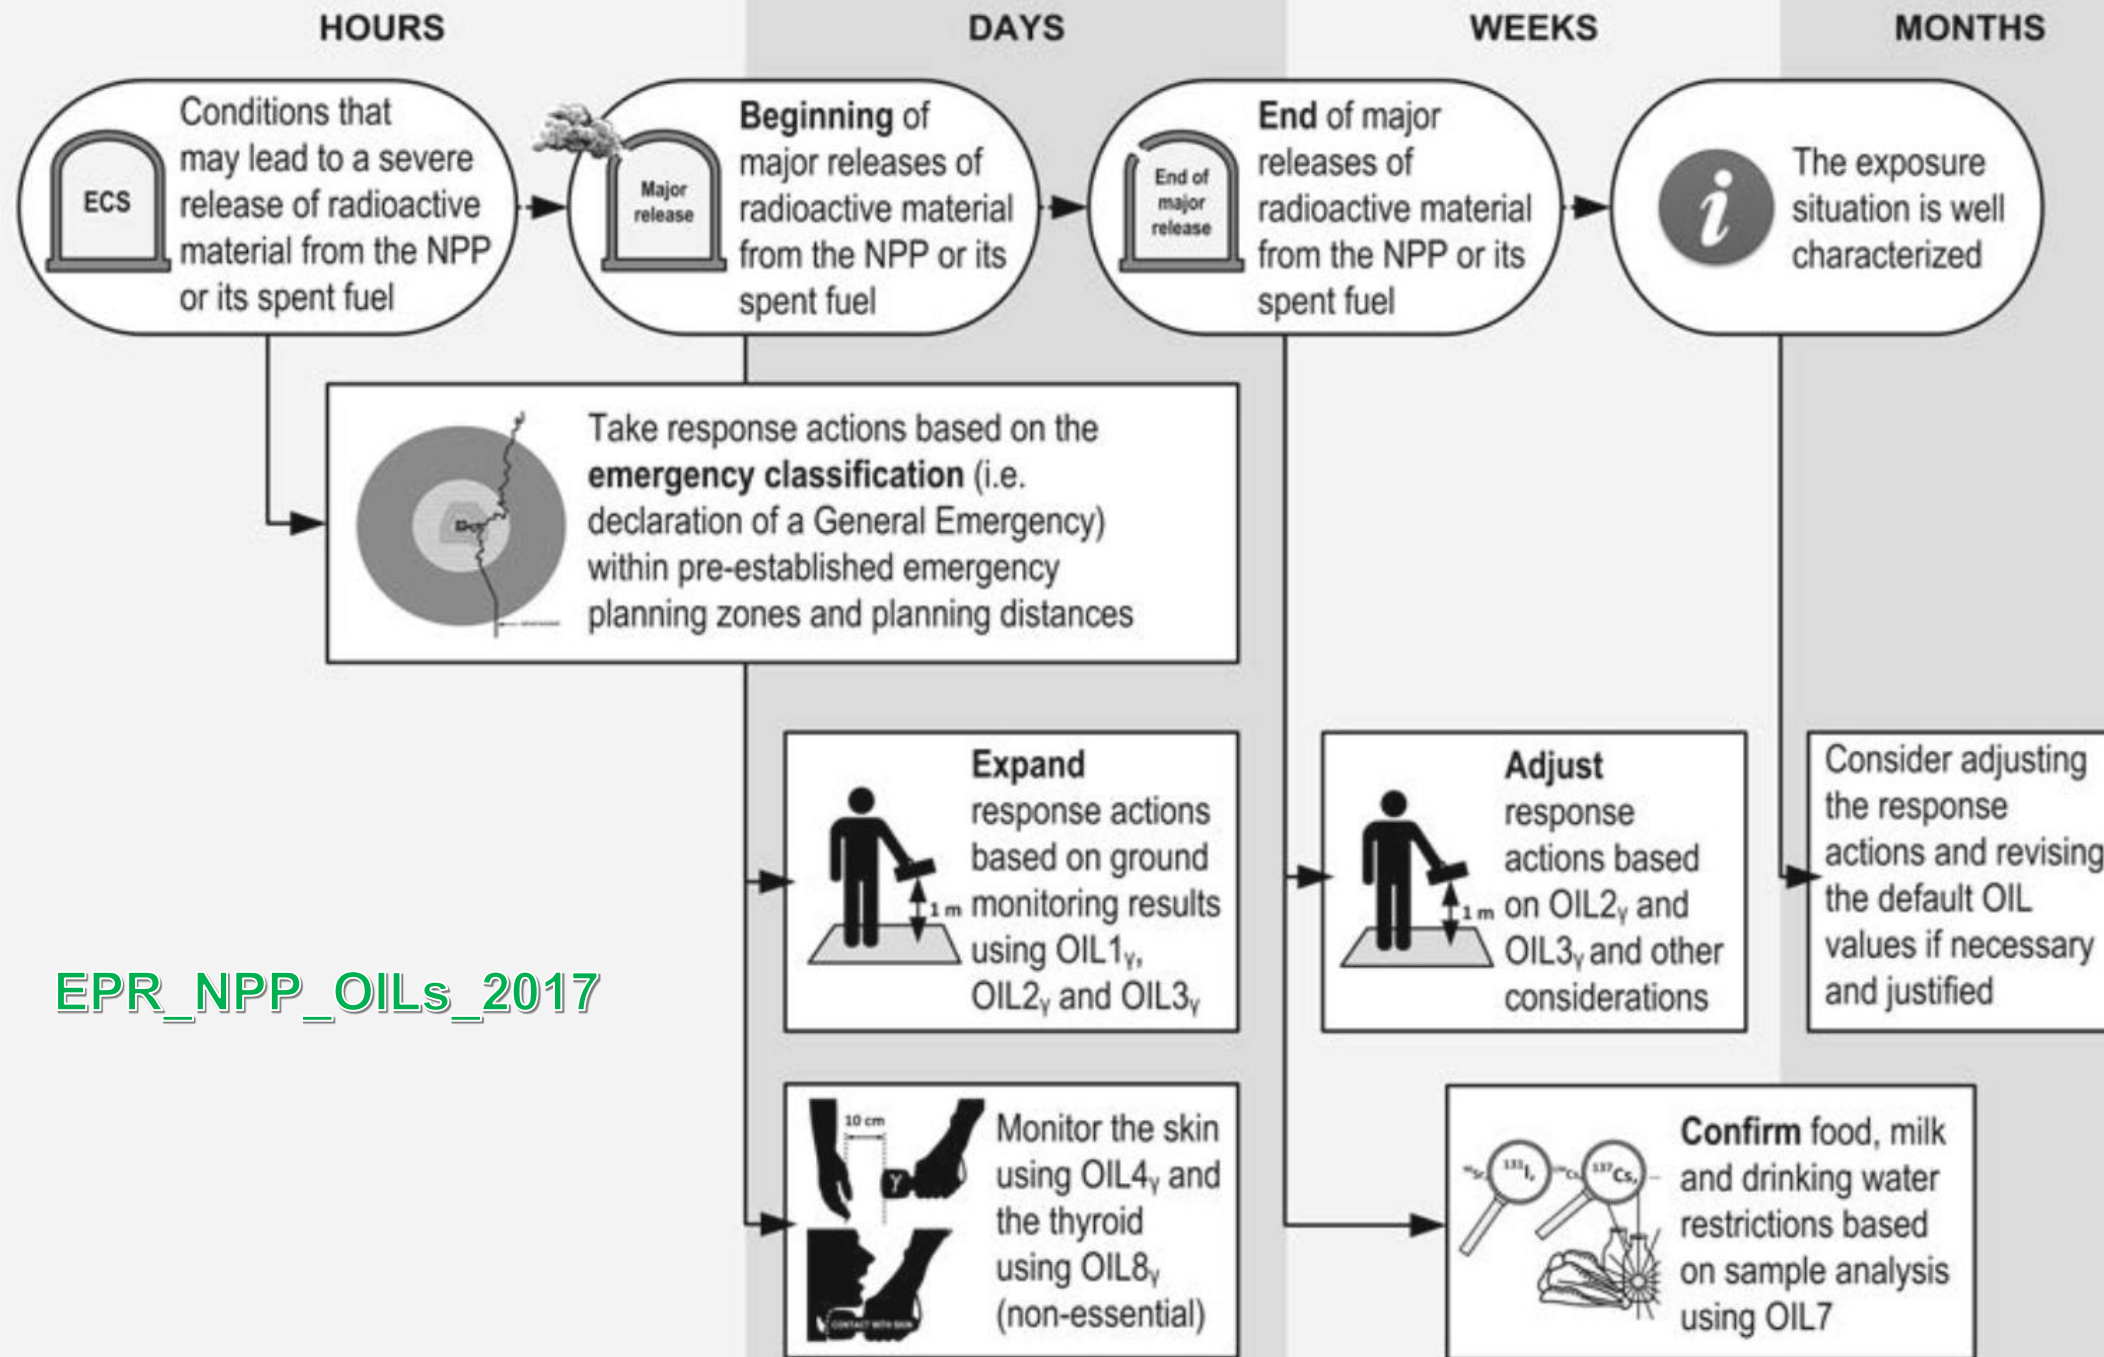 HOURS
DAYS
WEEKS
MONTHS
ECS
Conditions that
may lead to a severe
release of radioactive
material from the NPP
or its spent fuel
Major
release
Beginning of
major releases of
radioactive material
from the NPP or its
spent fuel
End of
major
release
End of major
releases of
radioactive material
from the NPP or its
spent fuel
i
The exposure
situation is well
characterized
Take response actions based on the
emergency classification (i.e.
declaration of a General Emergency)
within pre-established emergency
planning zones and planning distances
1 m
Expand
response actions
based on ground
monitoring results
using OIL1γ,
OIL2γ and OIL3γ
1 m
Adjust
response
actions based
on OIL2γ and
OIL3γ and other
considerations
Consider adjusting
the response
actions and revising
the default OIL
values if necessary
and justified
EPR_NPP_OILs_2017
10 cm
γ
CONTACT WITH SKIN
Monitor the skin
using OIL4γ and
the thyroid
using OIL8γ
(non-essential)
131I, 137Cs,
Confirm food, milk
and drinking water
restrictions based
on sample analysis
using OIL7